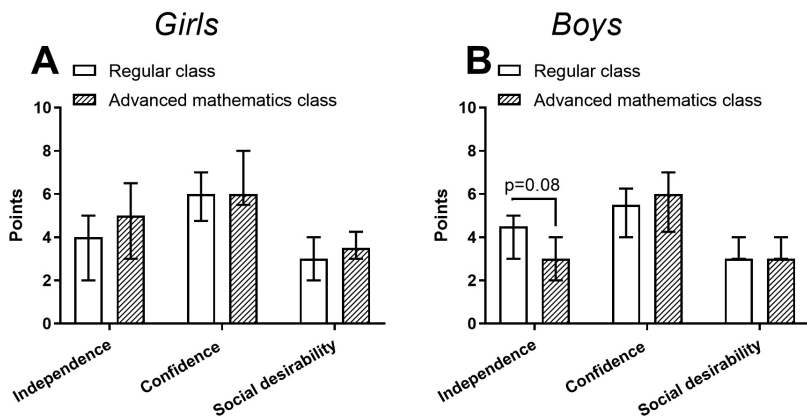 Girls
A
Regular class
Advanced mathematics class
10
8
6
4
2
0
Points
Independence
Confidence
Social desirability
Boys
B
Regular class
Advanced mathematics class
10
8
6
4
2
0
Points
p=0.08
Independence
Confidence
Social desirability